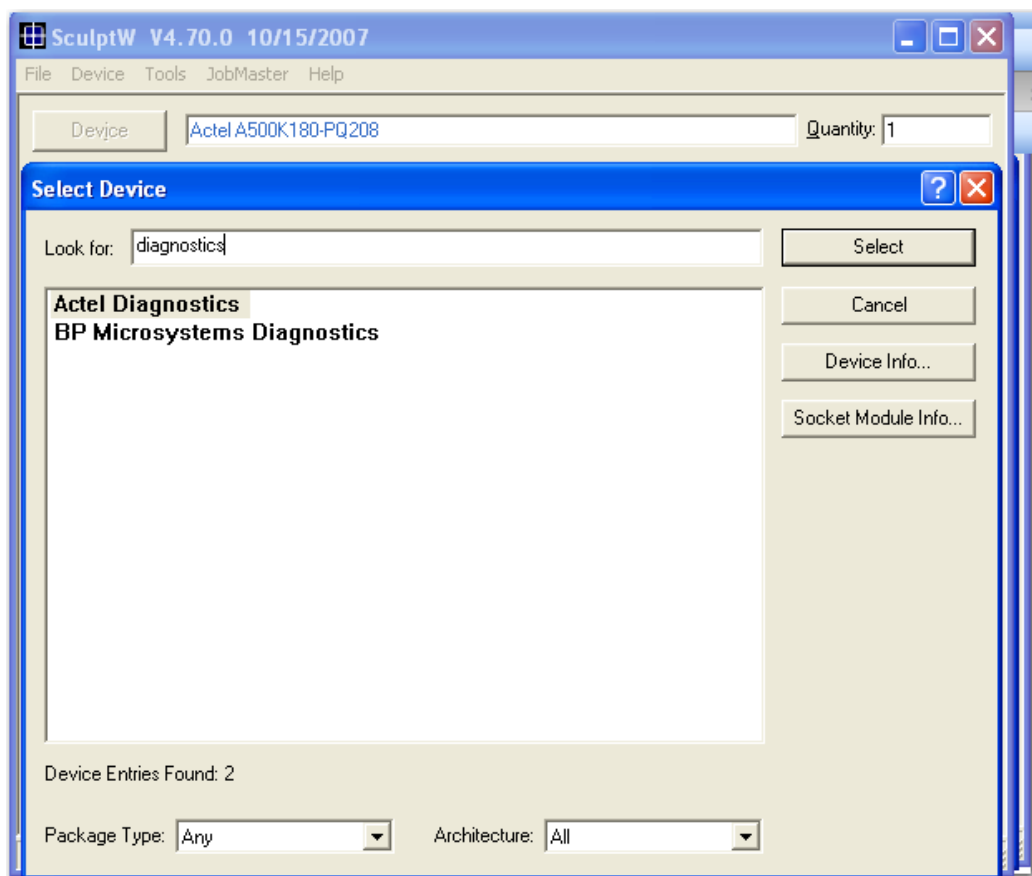 SculptW V4.70.0 10/15/2007
File Device Tools JobMaster Help
Device Actel A500K180-PQ208 Quantity: 1
Select Device
Look for: diagnostics Select
Actel Diagnostics Cancel
BP Microsystems Diagnostics
Device Info...
Socket Module Info...
Device Entries Found: 2
Package Type: Any Architecture: All